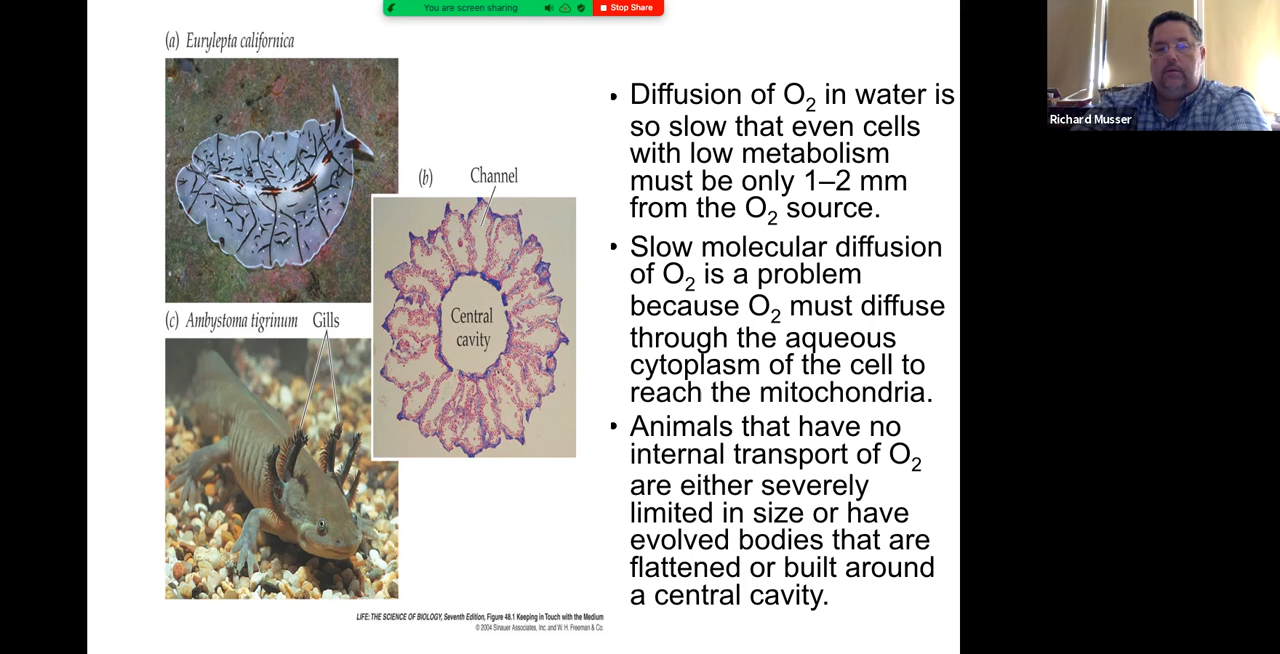 You are screen sharing
Stop Share
(a) Eurylepta californica
(b)
Channel
Central
cavity
(c) Ambystoma tigrinum Gills
LIFE: THE SCIENCE OF BIOLOGY, Seventh Edition, Figure 48.1 Keeping in Touch with the Medium
© 2004 Sinauer Associates, Inc. and W. H. Freeman & Co.
• Diffusion of O₂ in water is
so slow that even cells
with low metabolism
must be only 1–2 mm
from the O₂ source.
• Slow molecular diffusion
of O₂ is a problem
because O₂ must diffuse
through the aqueous
cytoplasm of the cell to
reach the mitochondria.
• Animals that have no
internal transport of O₂
are either severely
limited in size or have
evolved bodies that are
flattened or built around
a central cavity.
Richard Musser